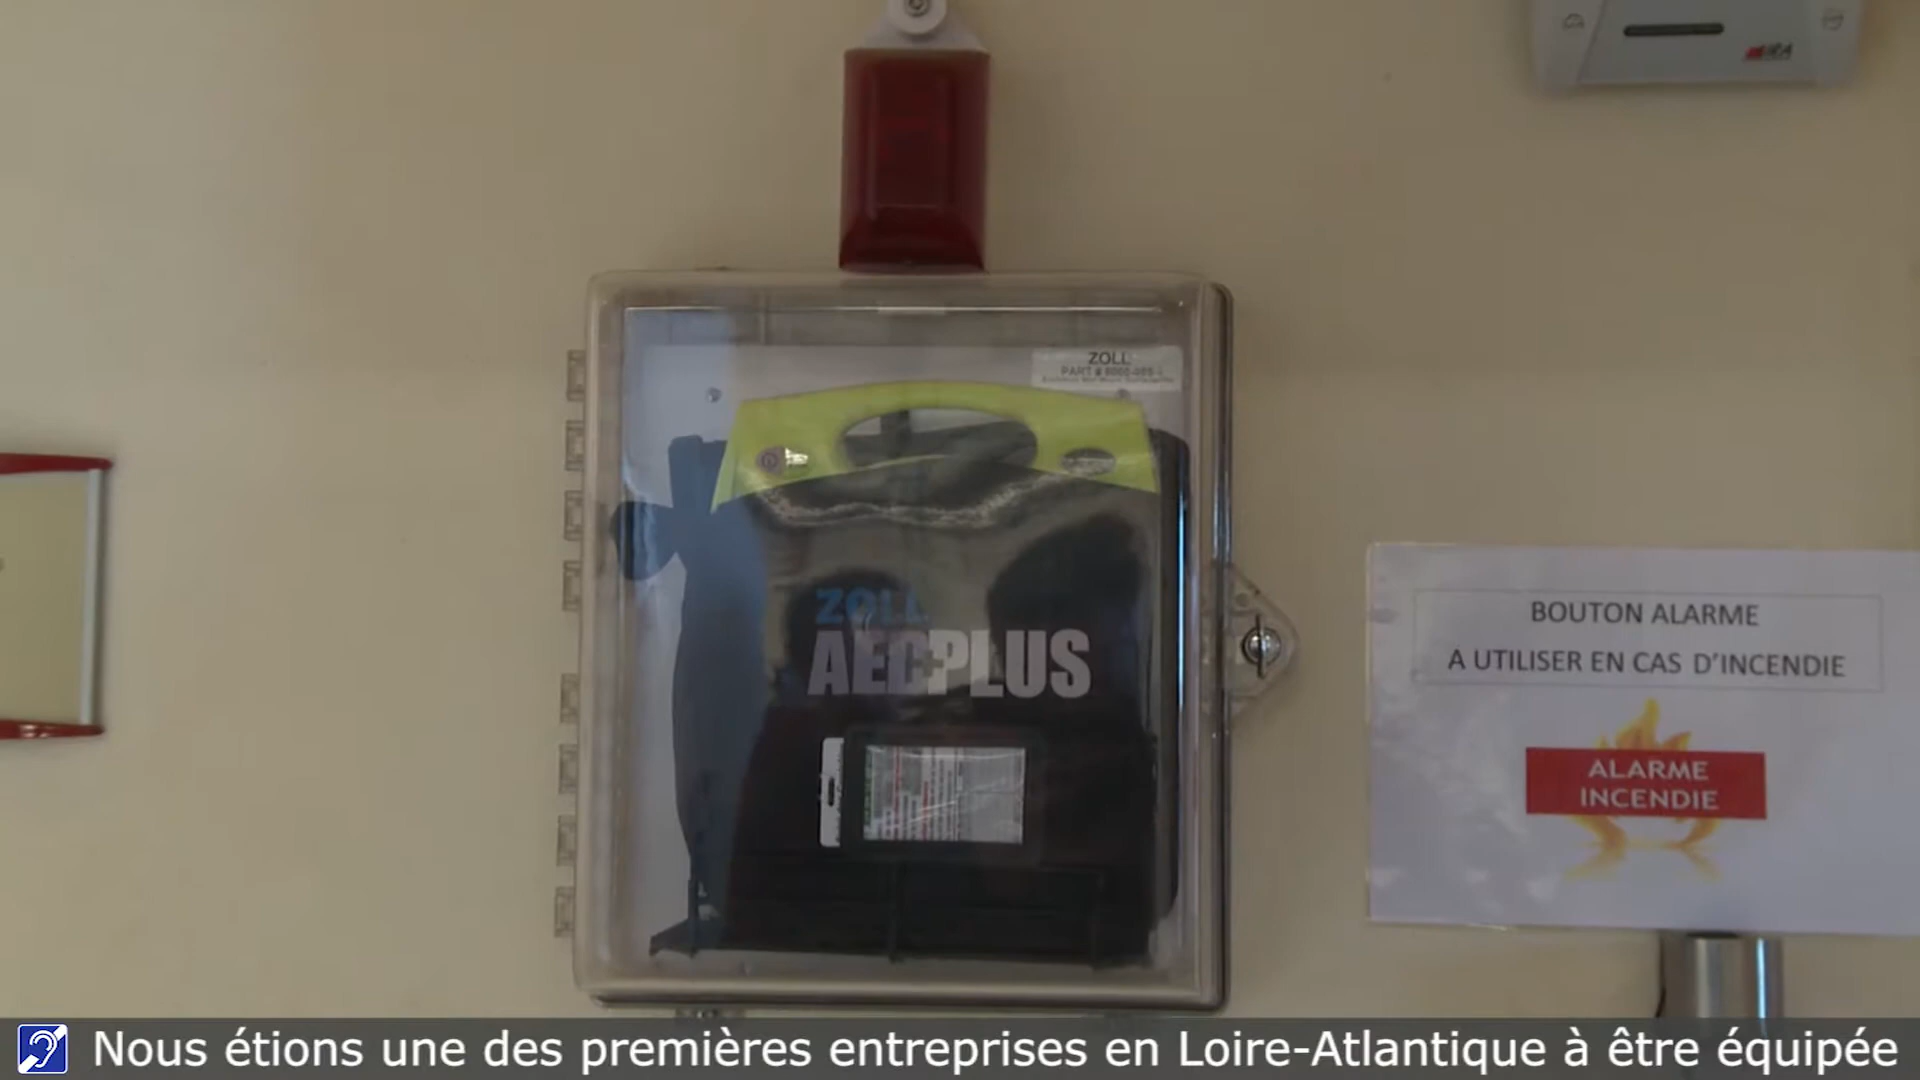 ZOLL
ZOLL
AED PLUS
BOUTON ALARME
A UTILISER EN CAS D'INCENDIE
ALARME
INCENDIE
Nous étions une des premières entreprises en Loire-Atlantique à être équipée